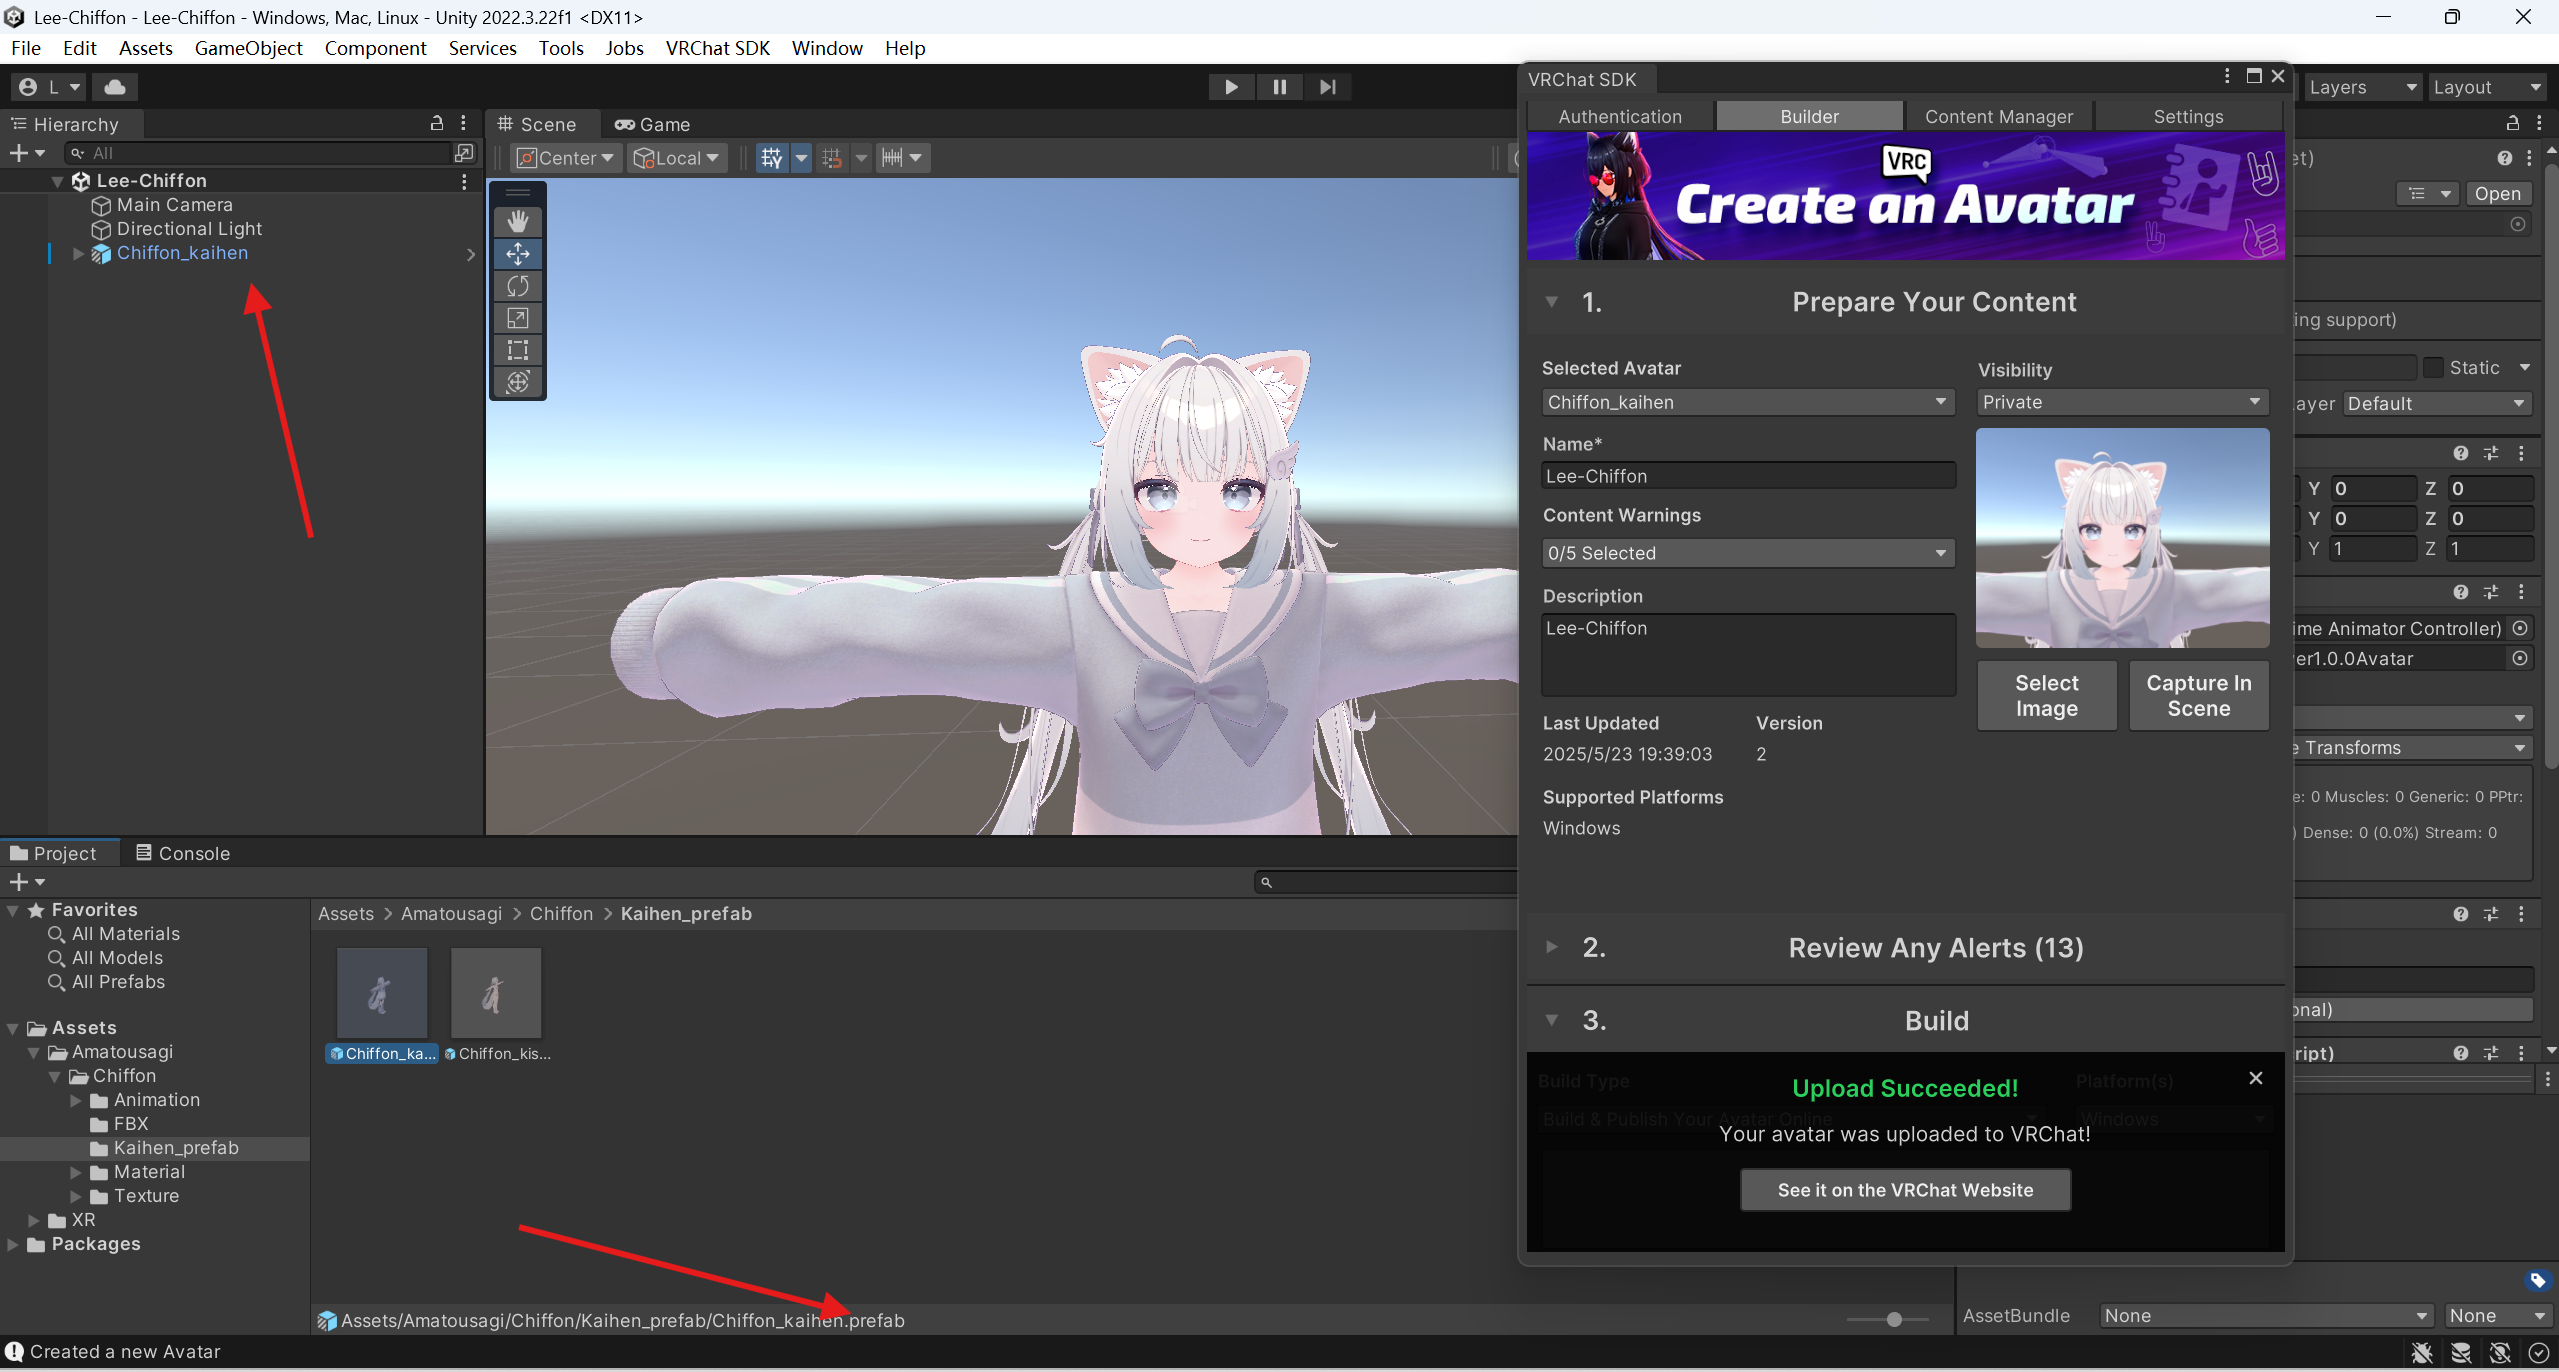 Lee-Chiffon - Lee-Chiffon - Windows, Mac, Linux - Unity 2022.3.22f1 <DX11>
File Edit Assets GameObject Component Services Tools Jobs VRChat SDK Window Help
L
Layers Layout
Hierarchy
All
Lee-Chiffon
Main Camera
Directional Light
Chiffon_kaihen
Scene Game
Center Local
VRChat SDK
Authentication Builder Content Manager Settings
VRC
Create an Avatar
1. Prepare Your Content
Selected Avatar
Chiffon_kaihen
Visibility
Private
Name*
Lee-Chiffon
Content Warnings
0/5 Selected
Description
Lee-Chiffon
Select Image
Capture In Scene
Last Updated Version
2025/5/23 19:39:03 2
Supported Platforms
Windows
2. Review Any Alerts (13)
3. Build
Build Type Platform(s)
Build & Publish Your Avatar Online Windows
Upload Succeeded!
Your avatar was uploaded to VRChat!
See it on the VRChat Website
et)
Open
ing support)
Static
ayer Default
Y 0 Z 0
Y 0 Z 0
Y 1 Z 1
ime Animator Controller)
er1.0.0Avatar
e Transforms
e: 0 Muscles: 0 Generic: 0 PPtr:
) Dense: 0 (0.0%) Stream: 0
onal)
ript)
Project Console
Favorites
All Materials
All Models
All Prefabs
Assets
Amatousagi
Chiffon
Animation
FBX
Kaihen_prefab
Material
Texture
XR
Packages
Assets > Amatousagi > Chiffon > Kaihen_prefab
Chiffon_ka... Chiffon_kis...
Assets/Amatousagi/Chiffon/Kaihen_prefab/Chiffon_kaihen.prefab
AssetBundle None None
Created a new Avatar